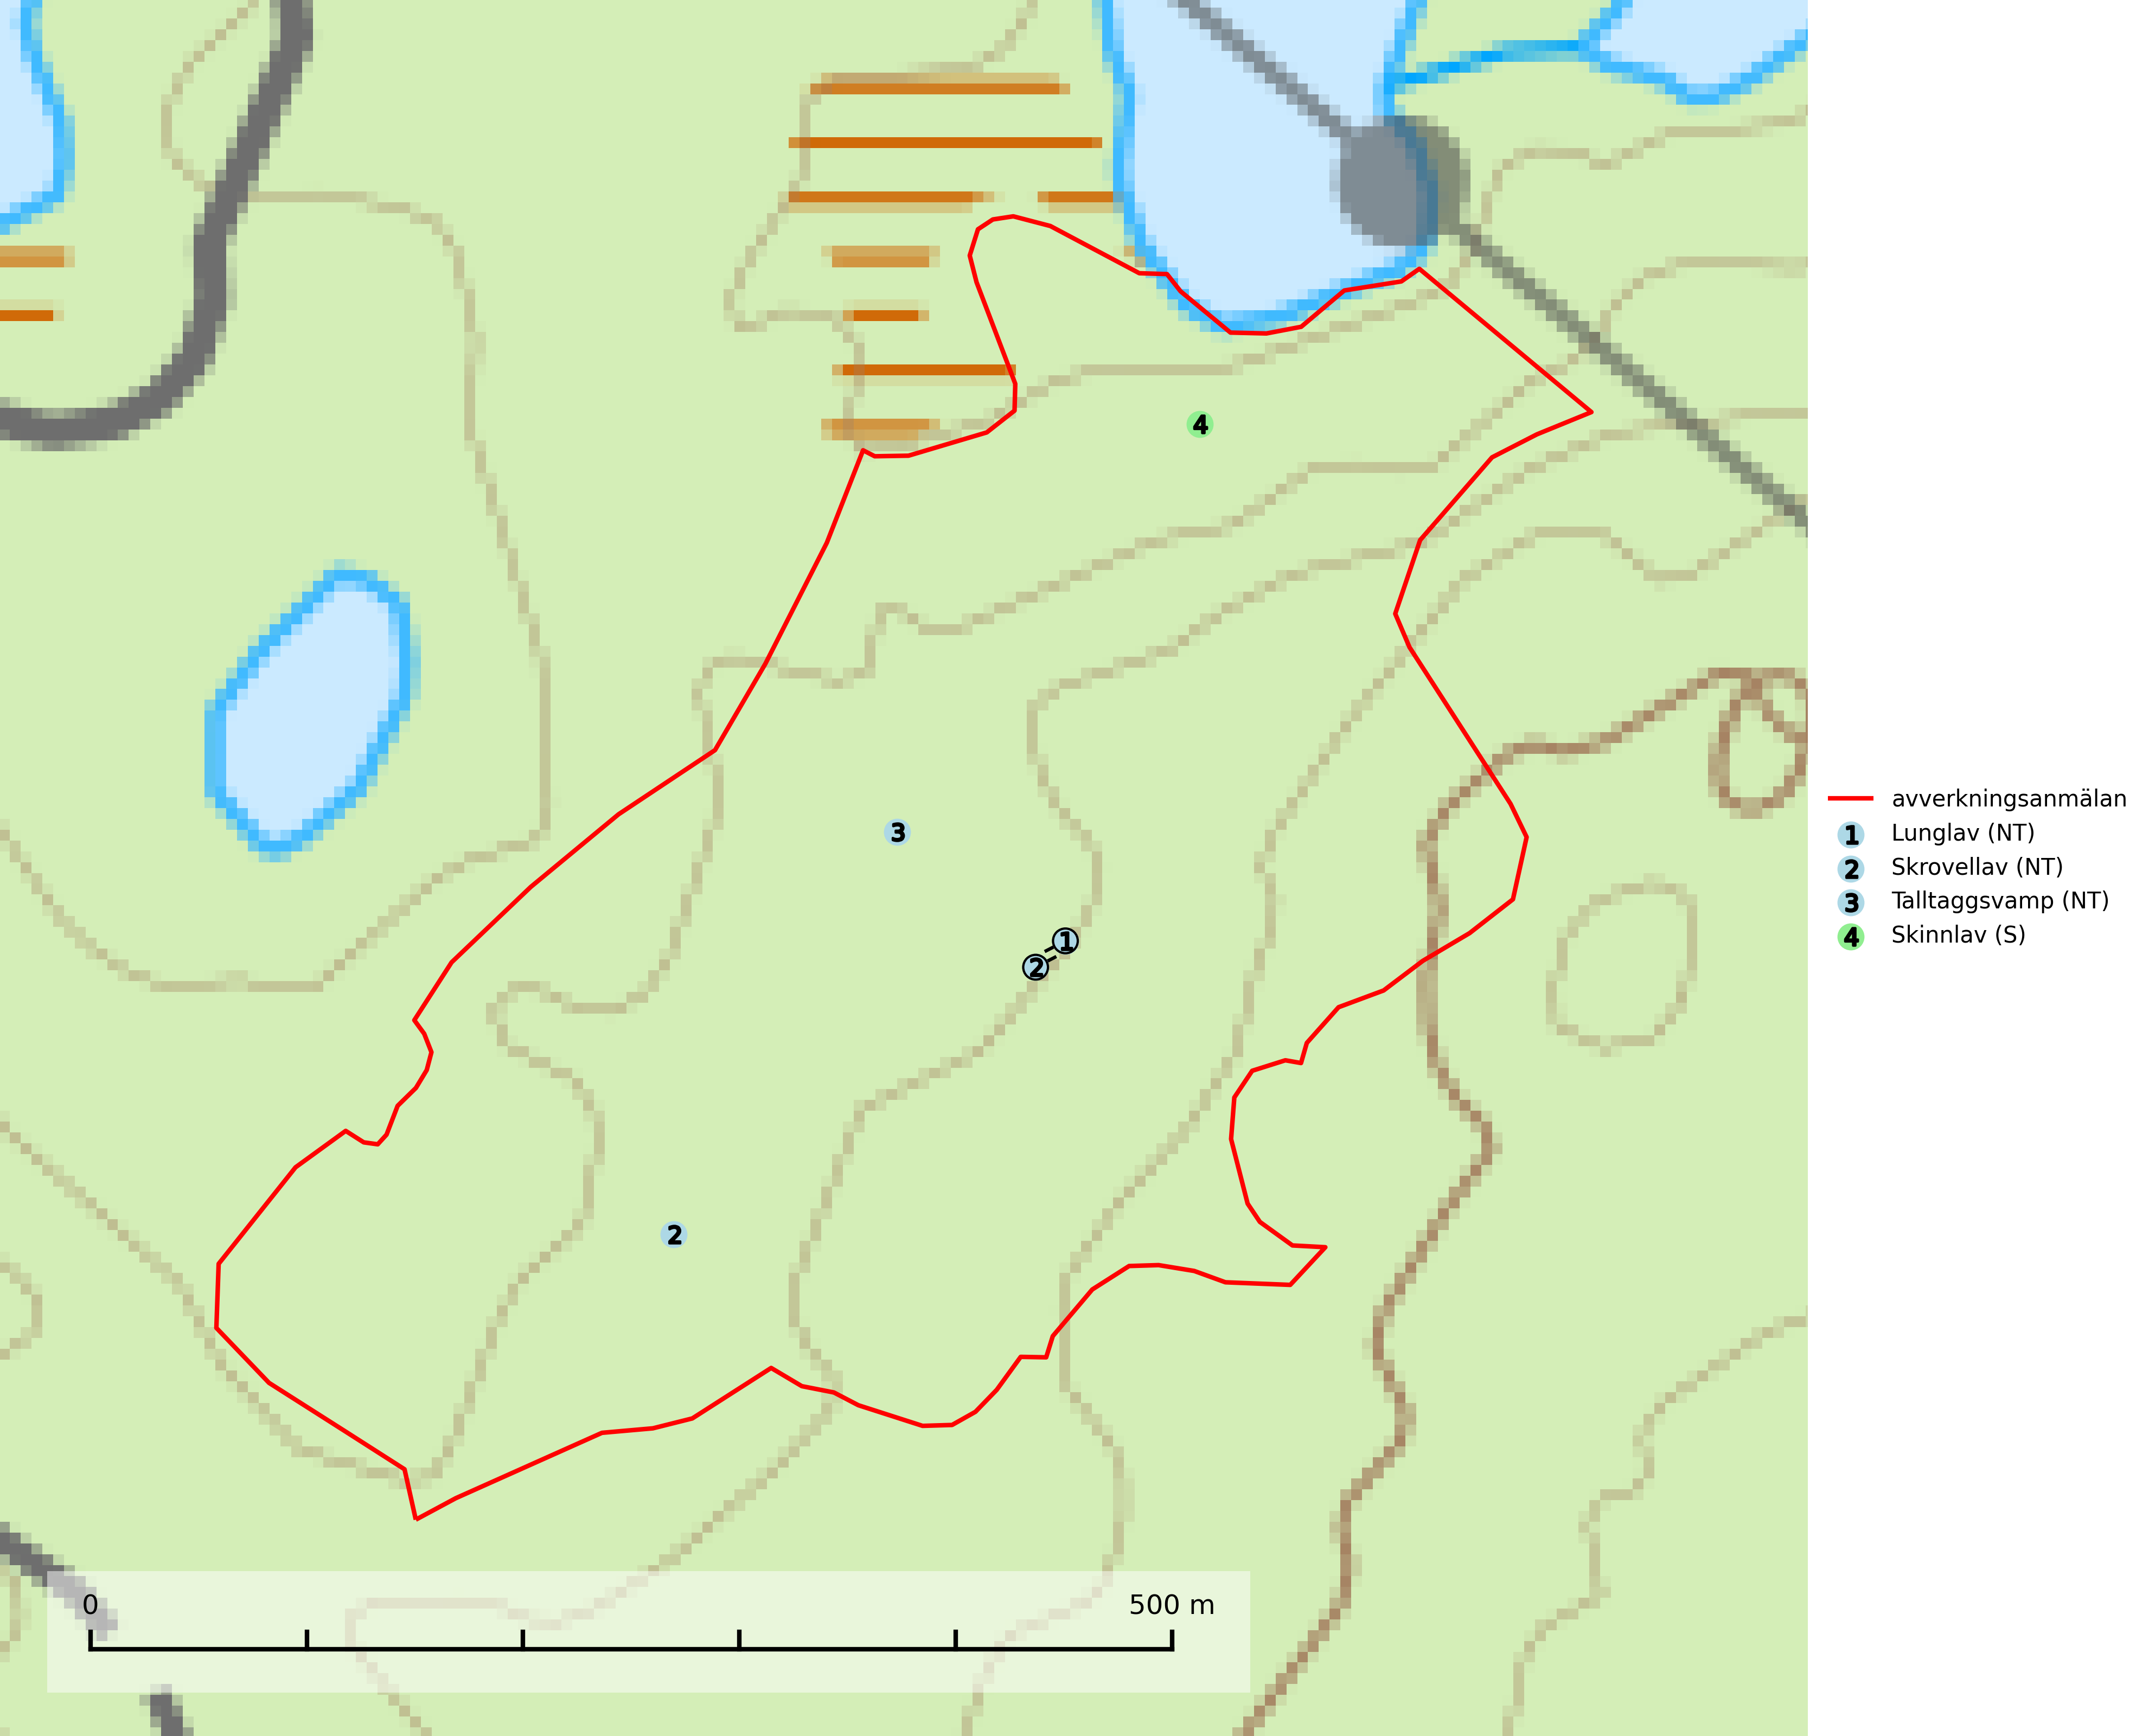 4
3
1
2
2
0 500 m
avverkningsanmälan
1 Lunglav (NT)
2 Skrovellav (NT)
3 Talltaggsvamp (NT)
4 Skinnlav (S)